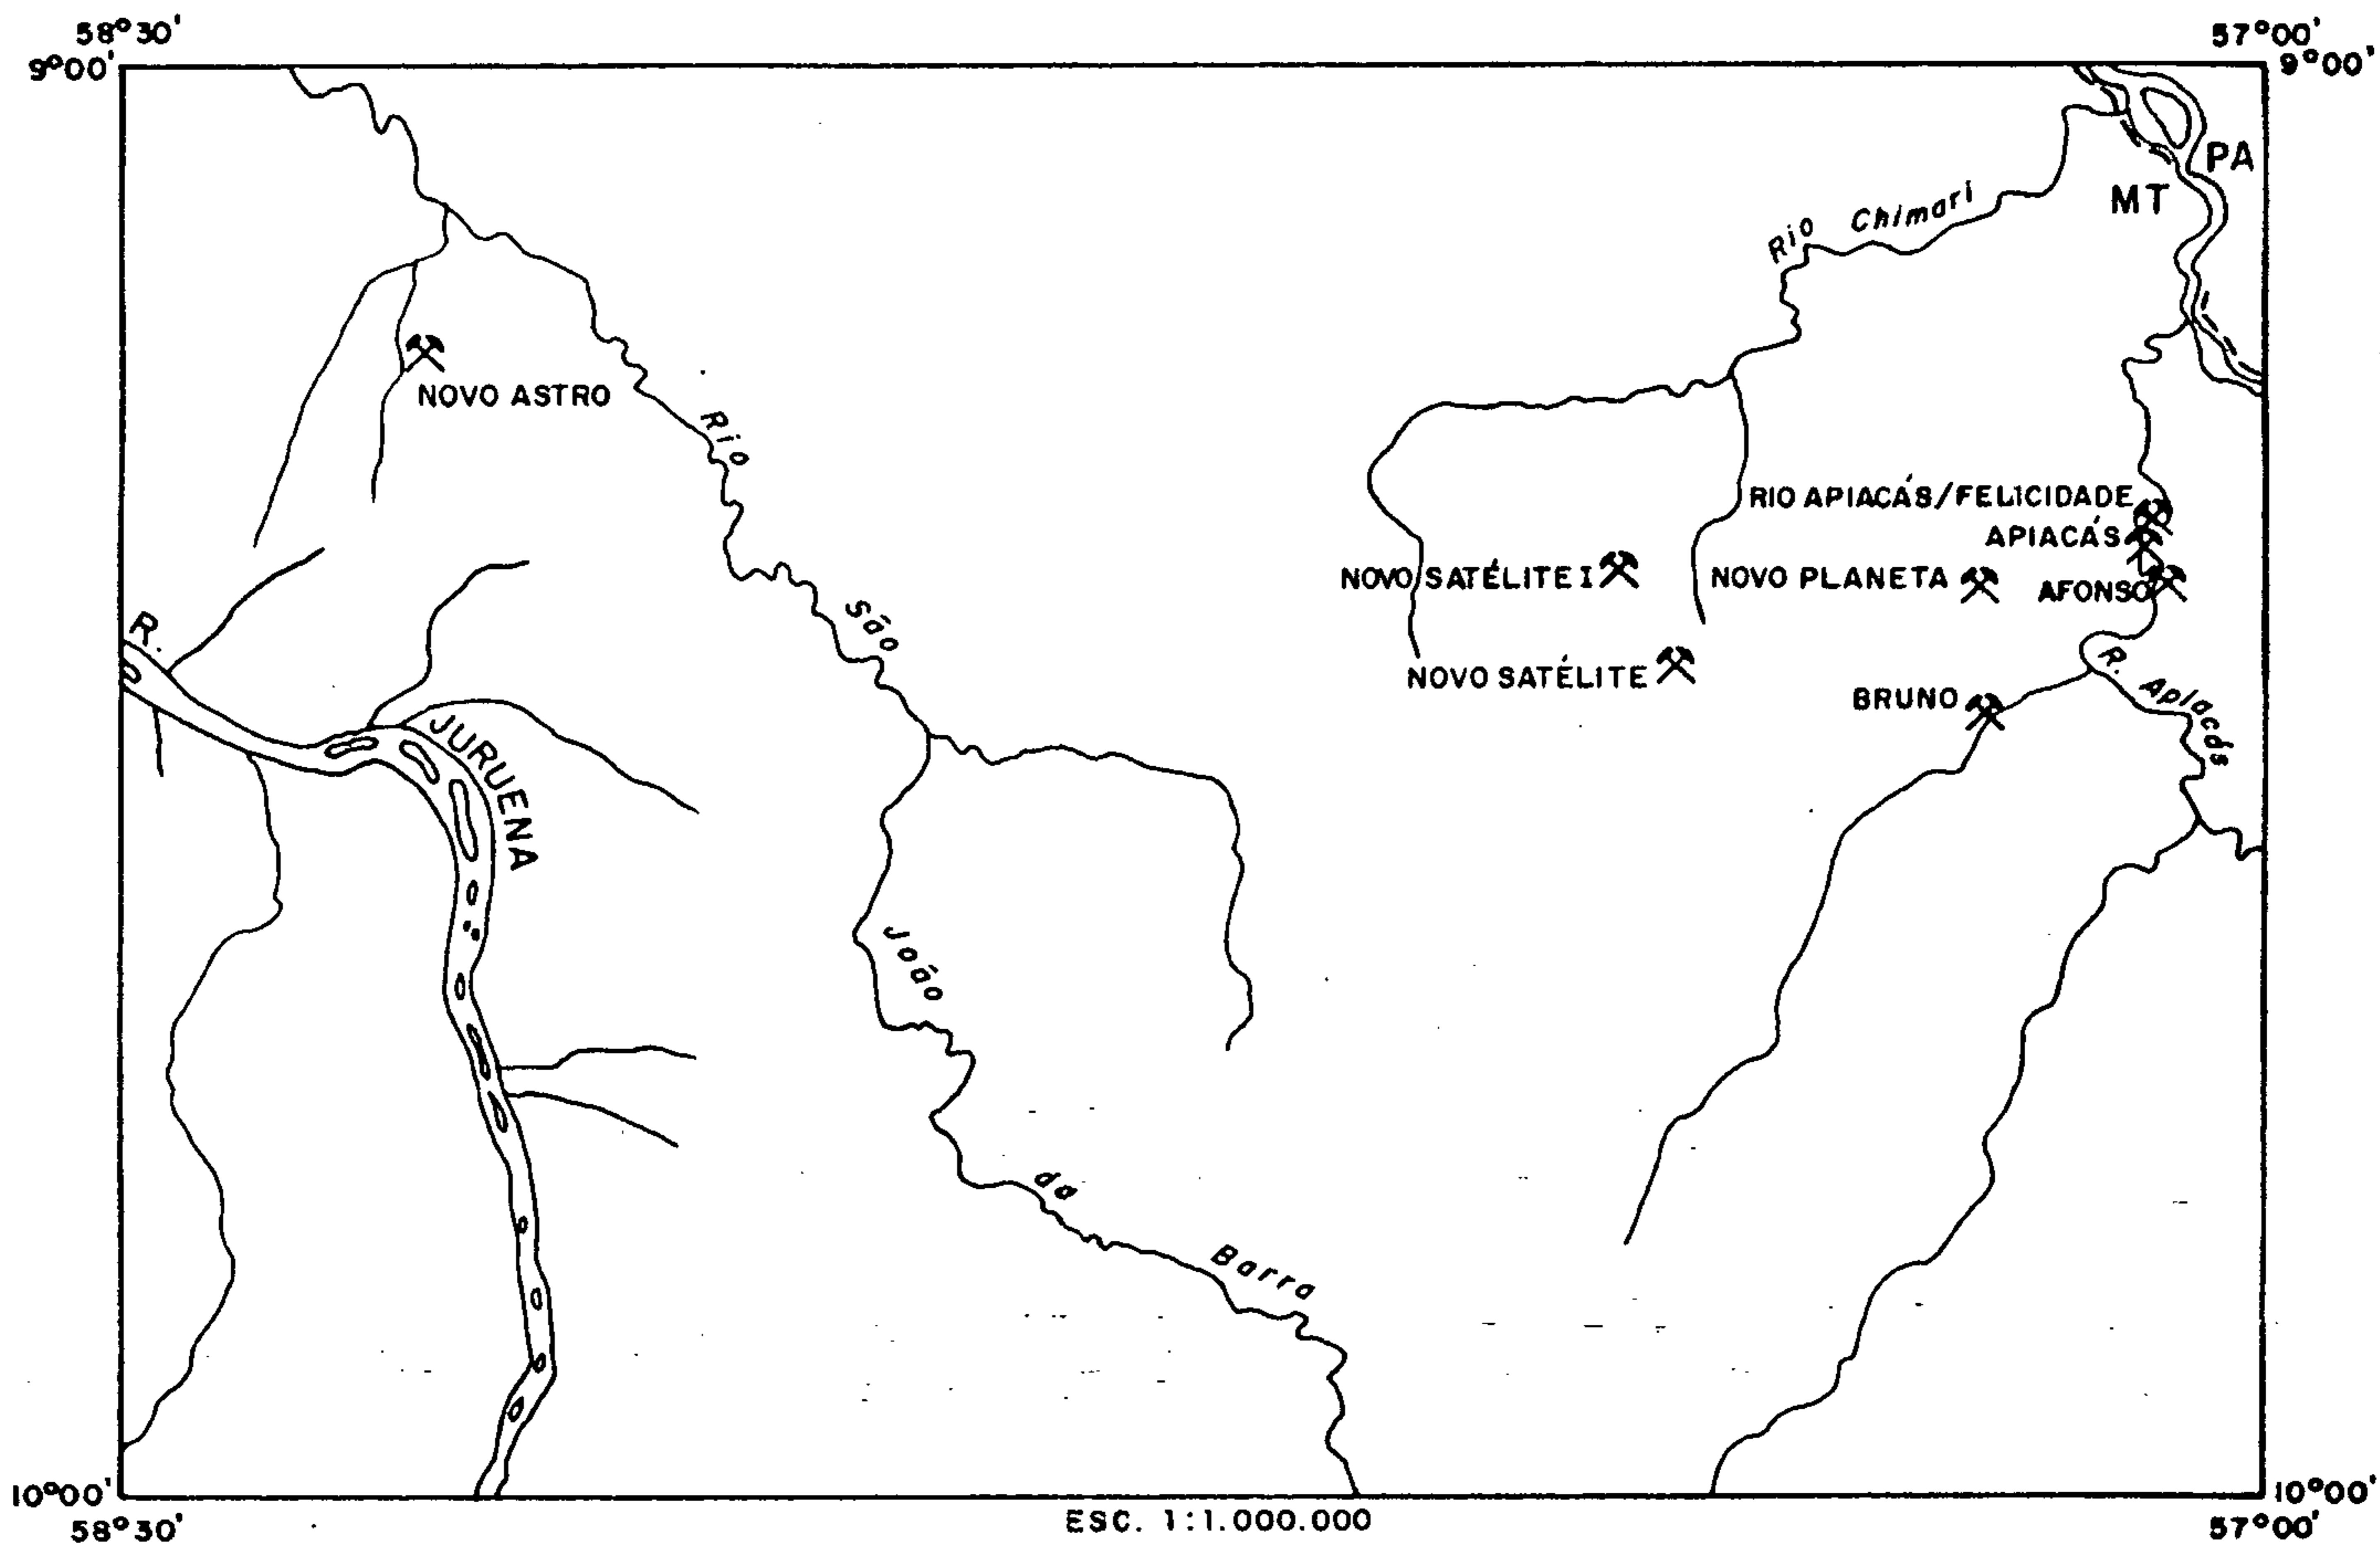 58°30'
57°00'
9°00'
9°00'
PA
MT
Rio Chimari
NOVO ASTRO
Rio São João da Barra
RIO APIACÁS/FELICIDADE
APIACÁS
NOVO SATÉLITE I
NOVO PLANETA
AFONSO
R. JURUENA
NOVO SATÉLITE
R. Apiacás
BRUNO
10°00'
10°00'
58°30'
ESC. 1:1.000.000
57°00'